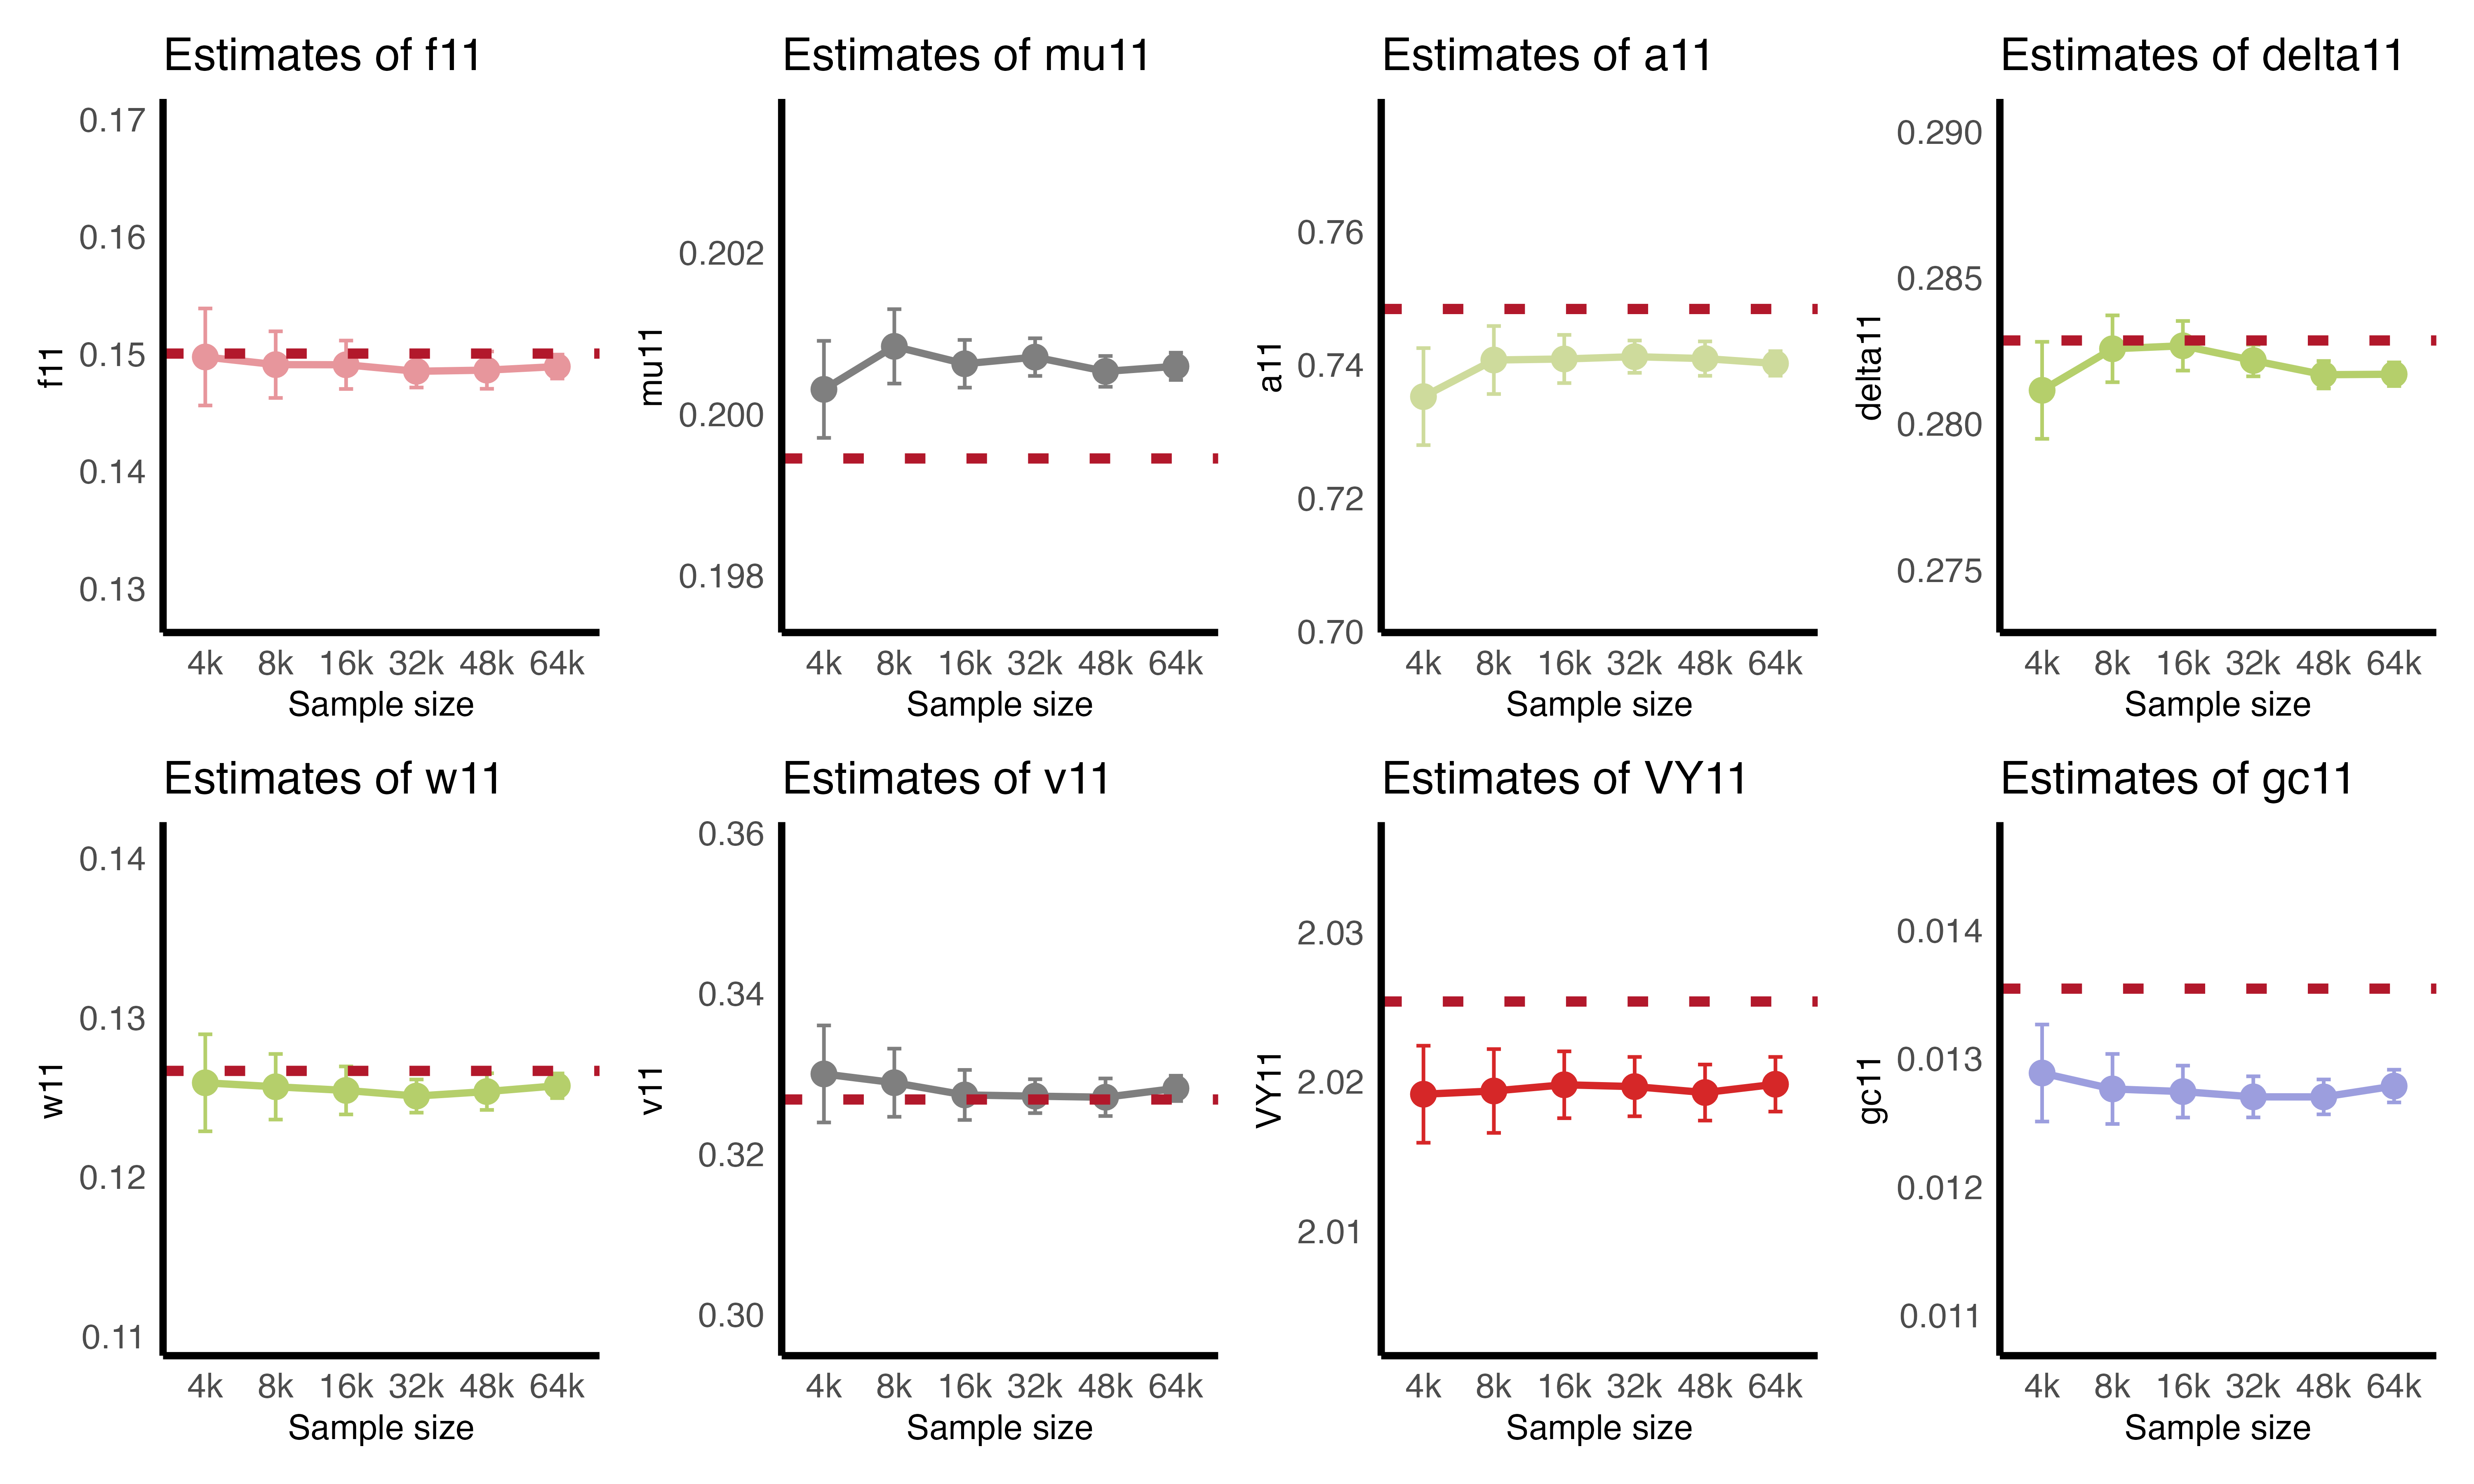 Estimates of f11
0.17
0.16
0.15
0.14
0.13
f11
4k 8k 16k 32k 48k 64k
Sample size
Estimates of mu11
0.202
0.200
0.198
mu11
4k 8k 16k 32k 48k 64k
Sample size
Estimates of a11
0.76
0.74
0.72
0.70
a11
4k 8k 16k 32k 48k 64k
Sample size
Estimates of delta11
0.290
0.285
0.280
0.275
delta11
4k 8k 16k 32k 48k 64k
Sample size
Estimates of w11
0.14
0.13
0.12
0.11
w11
4k 8k 16k 32k 48k 64k
Sample size
Estimates of v11
0.36
0.34
0.32
0.30
v11
4k 8k 16k 32k 48k 64k
Sample size
Estimates of VY11
2.03
2.02
2.01
VY11
4k 8k 16k 32k 48k 64k
Sample size
Estimates of gc11
0.014
0.013
0.012
0.011
gc11
4k 8k 16k 32k 48k 64k
Sample size